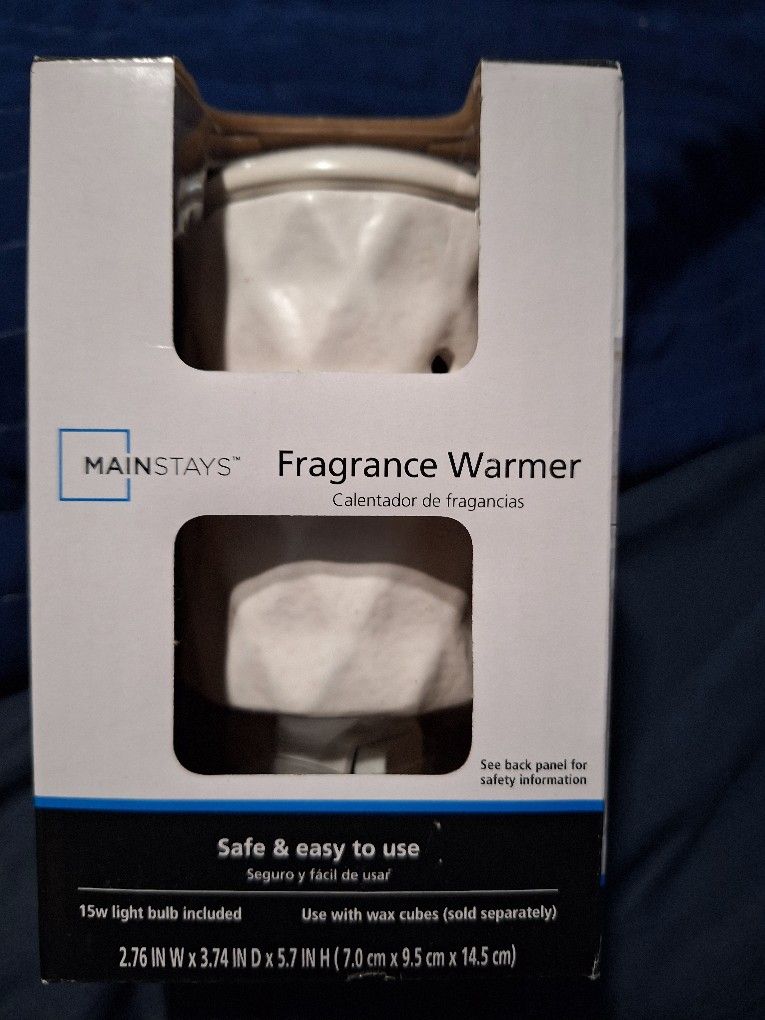 MAINSTAYS™
Fragrance Warmer
Calentador de fragancias
See back panel for
safety information
Safe & easy to use
Seguro y fácil de usar
15w light bulb included
Use with wax cubes (sold separately)
2.76 IN W x 3.74 IN D x 5.7 IN H ( 7.0 cm x 9.5 cm x 14.5 cm)